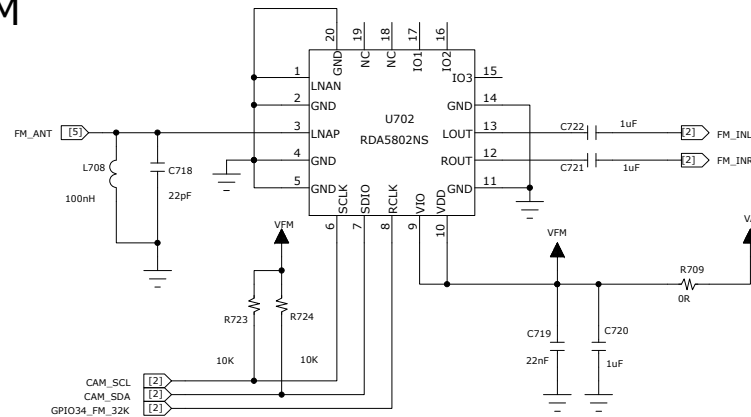 M
20
19
18
17
16
GND
NC
NC
IO1
IO2
1
LNAN
IO3
15
2
GND
GND
14
U702
RDA5802NS
FM_ANT
[5]
3
LNAP
LOUT
13
C722
1uF
[2]
FM_INL
4
GND
ROUT
12
C721
1uF
[2]
FM_INR
L708
C718
100nH
22pF
5
GND
GND
11
SCLK
SDIO
RCLK
VIO
VDD
6
7
8
9
10
VFM
VFM
R709
0R
R723
R724
C719
C720
10K
10K
22nF
1uF
CAM_SCL
[2]
CAM_SDA
[2]
GPIO34_FM_32K
[2]